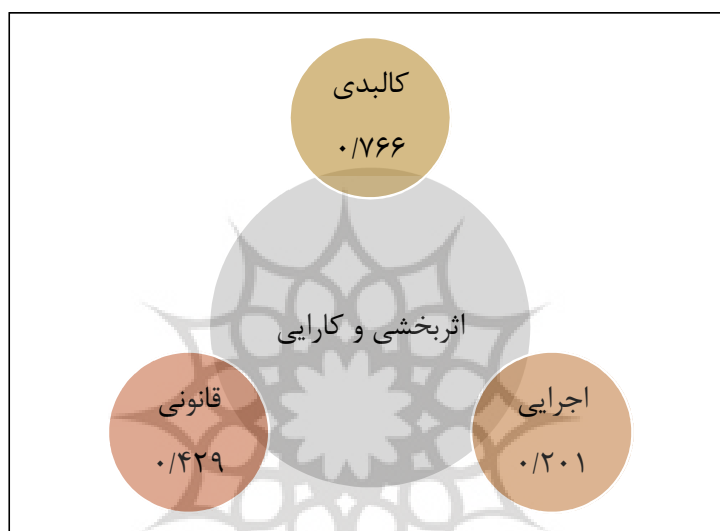 کالبدی
۰/۷۶۶
اثربخشی و کارایی
قانونی
۰/۴۲۹
اجرایی
۰/۲۰۱